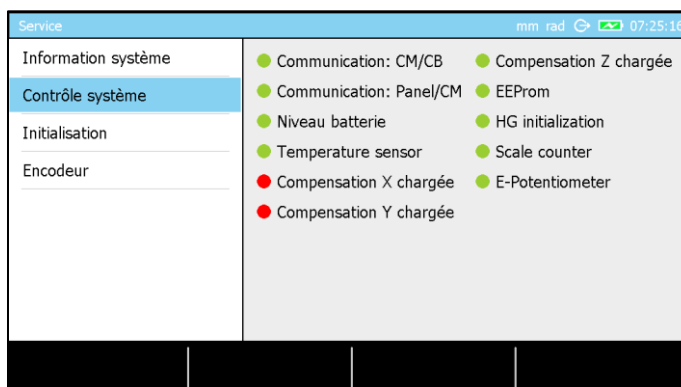 Service mm rad 07:25:16
Information système
Contrôle système
Initialisation
Encodeur
Communication: CM/CB
Communication: Panel/CM
Niveau batterie
Temperature sensor
Compensation X chargée
Compensation Y chargée
Compensation Z chargée
EEProm
HG initialization
Scale counter
E-Potentiometer